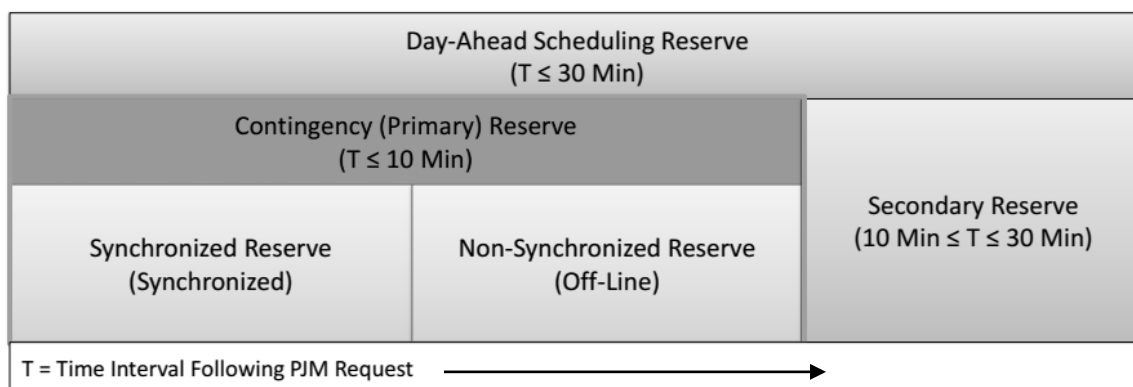 Day-Ahead Scheduling Reserve
(T ≤ 30 Min)
Contingency (Primary) Reserve
(T ≤ 10 Min)
Synchronized Reserve
(Synchronized)
Non-Synchronized Reserve
(Off-Line)
Secondary Reserve
(10 Min ≤ T ≤ 30 Min)
T = Time Interval Following PJM Request